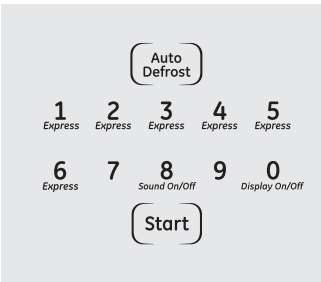 Auto
Defrost
1 2 3 4 5
Express Express Express Express Express
6 7 8 9 0
Express Sound On/Off Display On/Off
Start